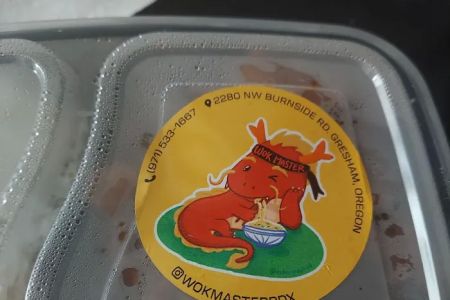 (971) 533-1667
2280 NW BURNSIDE RD, GRESHAM, OREGON
WOK MASTER
@WOKMASTERPDX